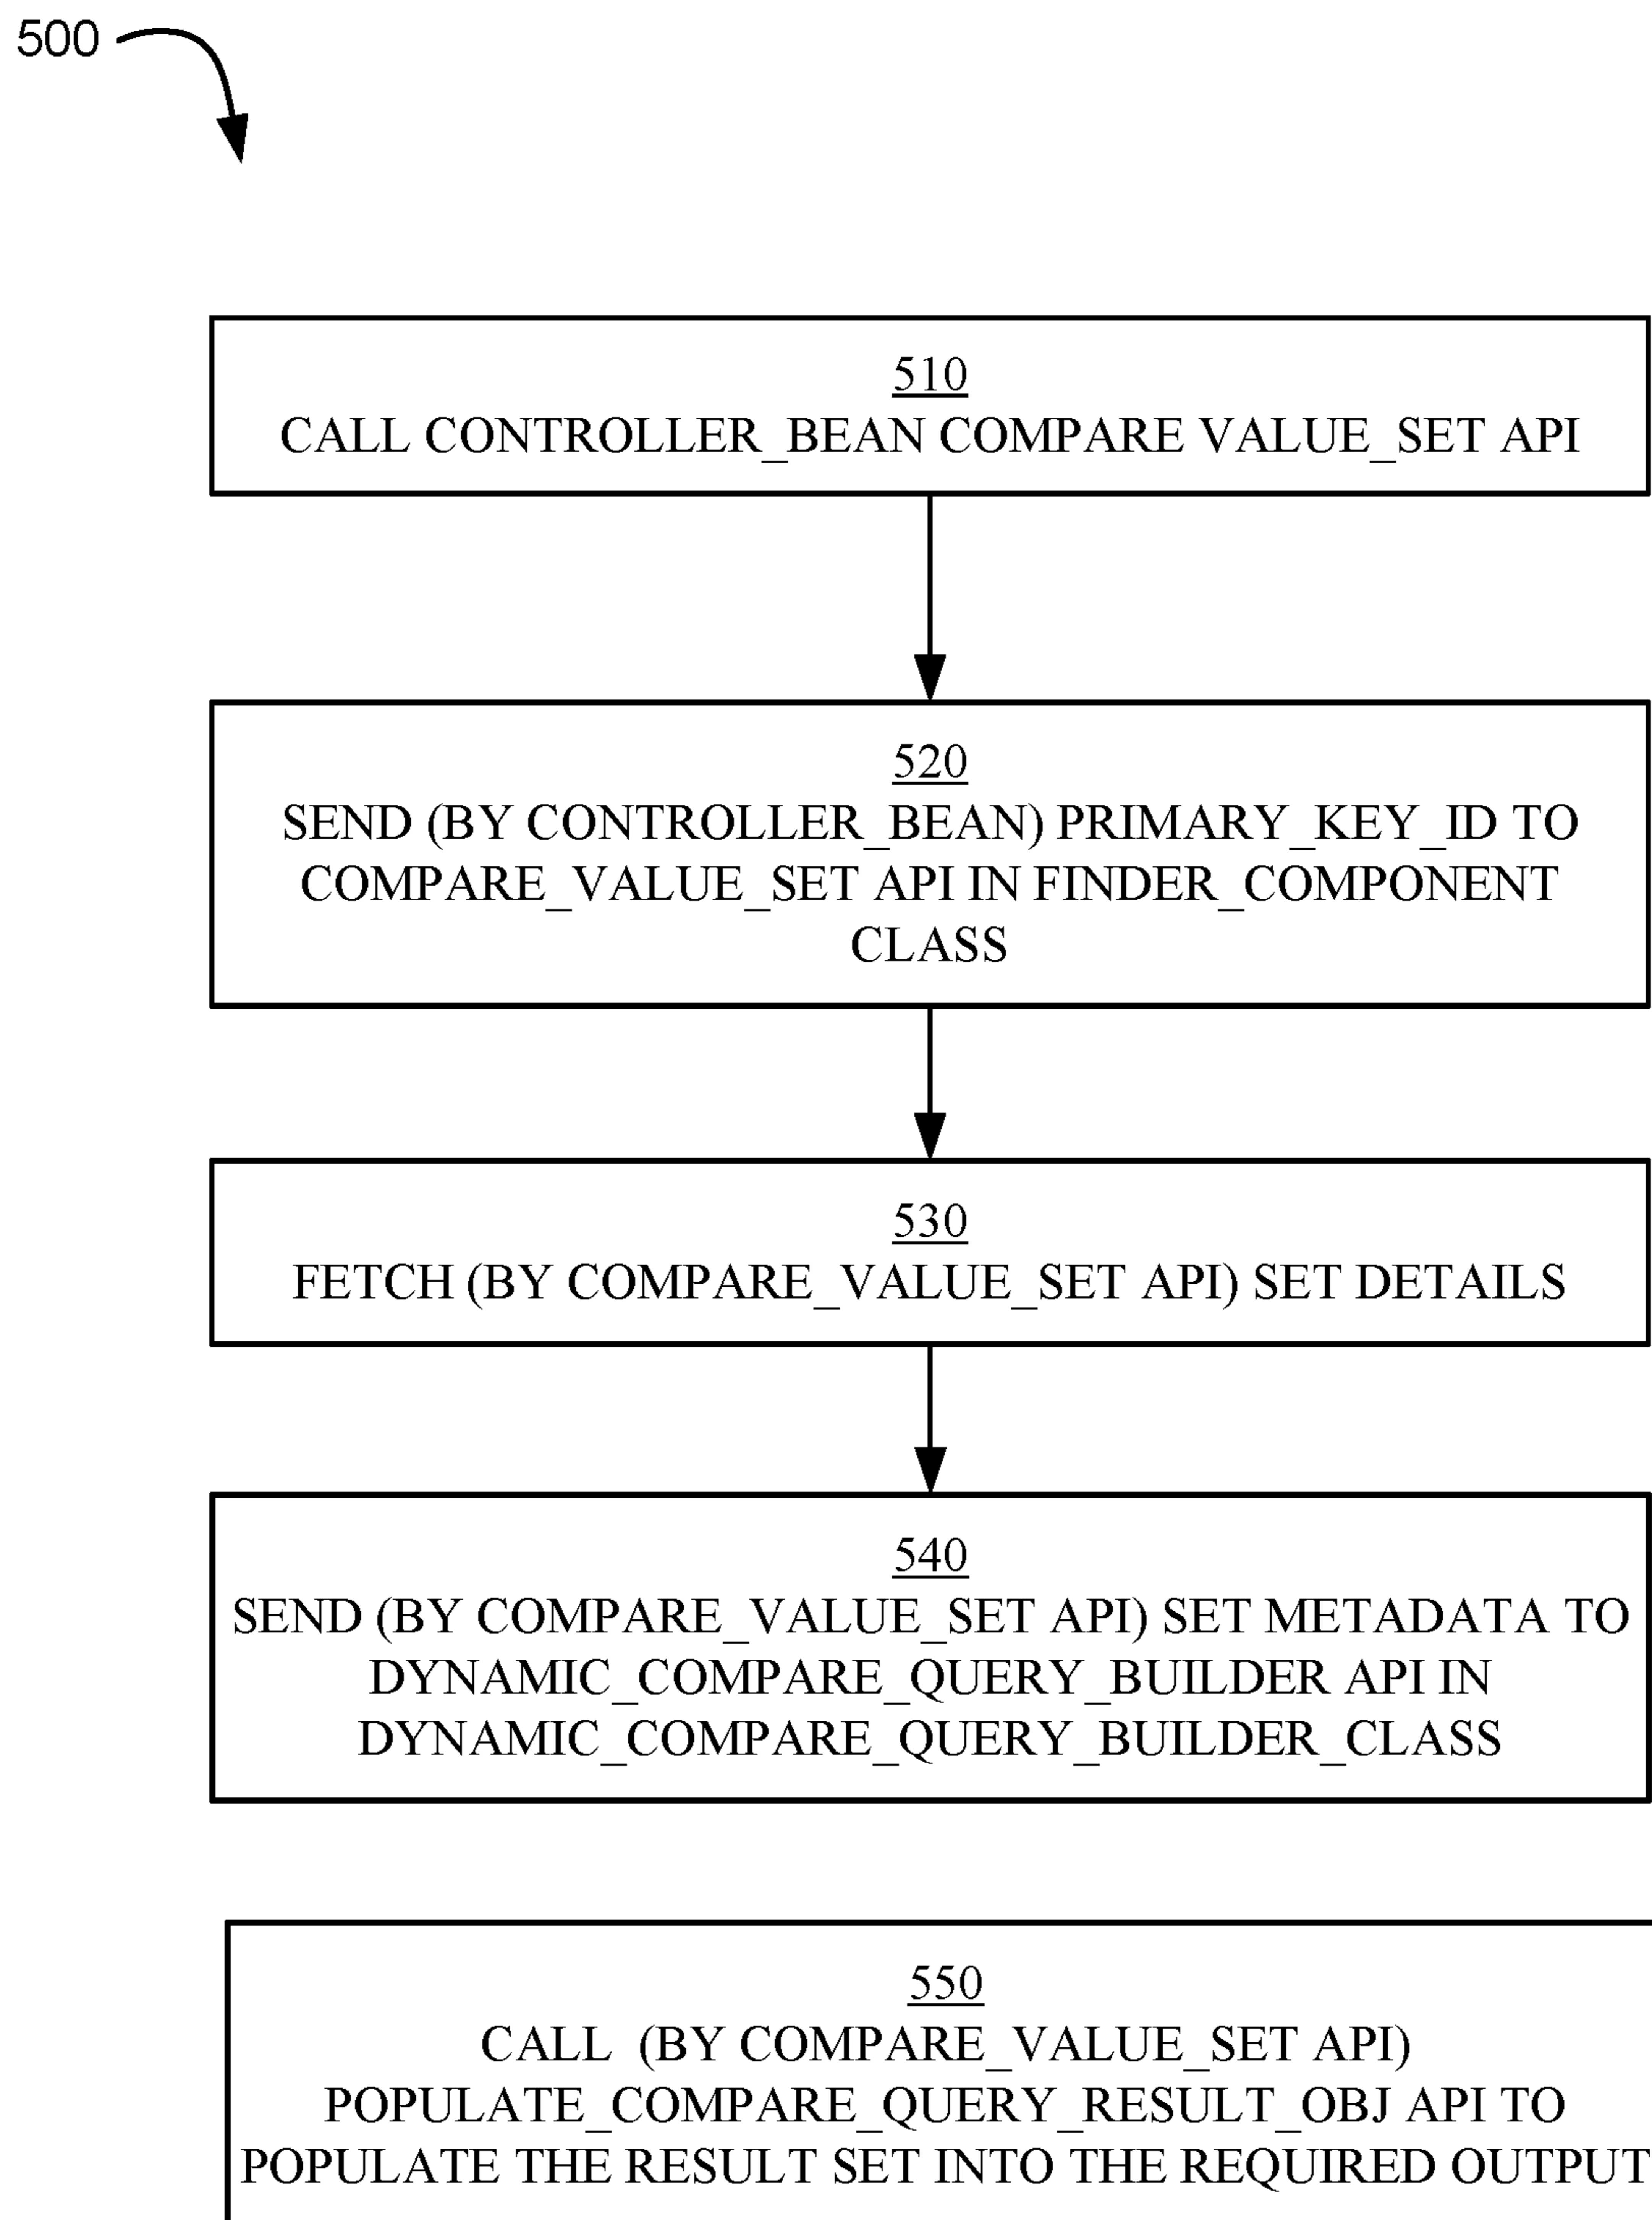 500
510
CALL CONTROLLER_BEAN COMPARE VALUE_SET API
520
SEND (BY CONTROLLER_BEAN) PRIMARY_KEY_ID TO
COMPARE_VALUE_SET API IN FINDER_COMPONENT
CLASS
530
FETCH (BY COMPARE_VALUE_SET API) SET DETAILS
540
SEND (BY COMPARE_VALUE_SET API) SET METADATA TO
DYNAMIC_COMPARE_QUERY_BUILDER API IN
DYNAMIC_COMPARE_QUERY_BUILDER_CLASS
550
CALL (BY COMPARE_VALUE_SET API)
POPULATE_COMPARE_QUERY_RESULT_OBJ API TO
POPULATE THE RESULT SET INTO THE REQUIRED OUTPUT